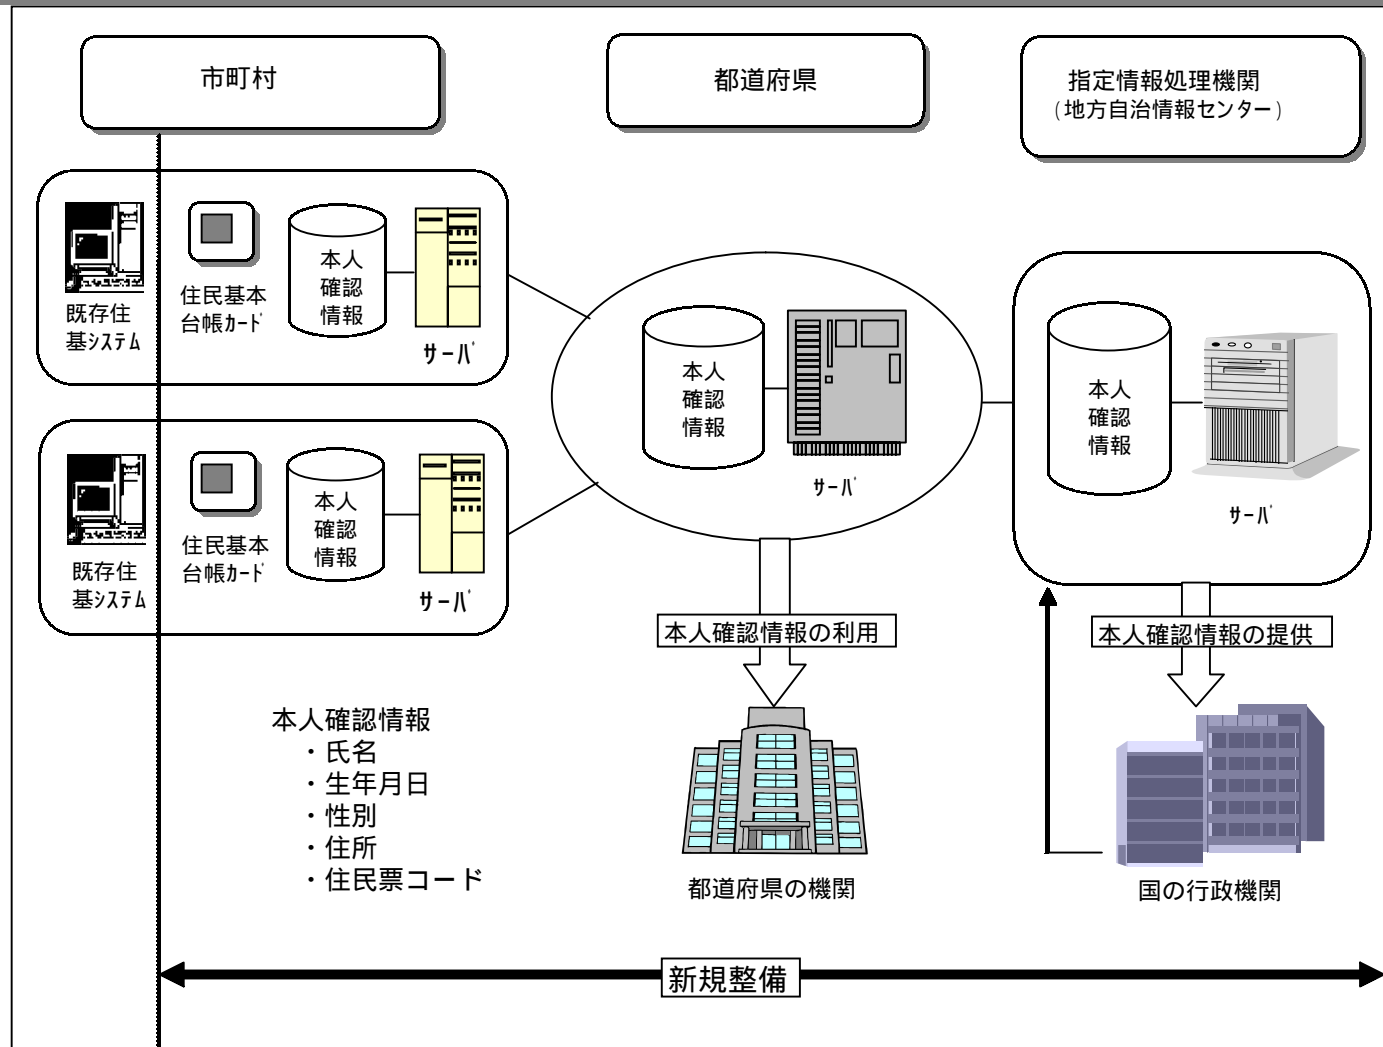 市町村
都道府県
指定情報処理機関
(地方自治情報センター)
既存住
基ｼｽﾃﾑ
住民基本
台帳ｶｰﾄﾞ
本人
確認
情報
ｻｰﾊﾞ
既存住
基ｼｽﾃﾑ
住民基本
台帳ｶｰﾄﾞ
本人
確認
情報
ｻｰﾊﾞ
本人
確認
情報
ｻｰﾊﾞ
本人
確認
情報
ｻｰﾊﾞ
本人確認情報の利用
本人確認情報の提供
本人確認情報
・氏名
・生年月日
・性別
・住所
・住民票コード
都道府県の機関
国の行政機関
新規整備